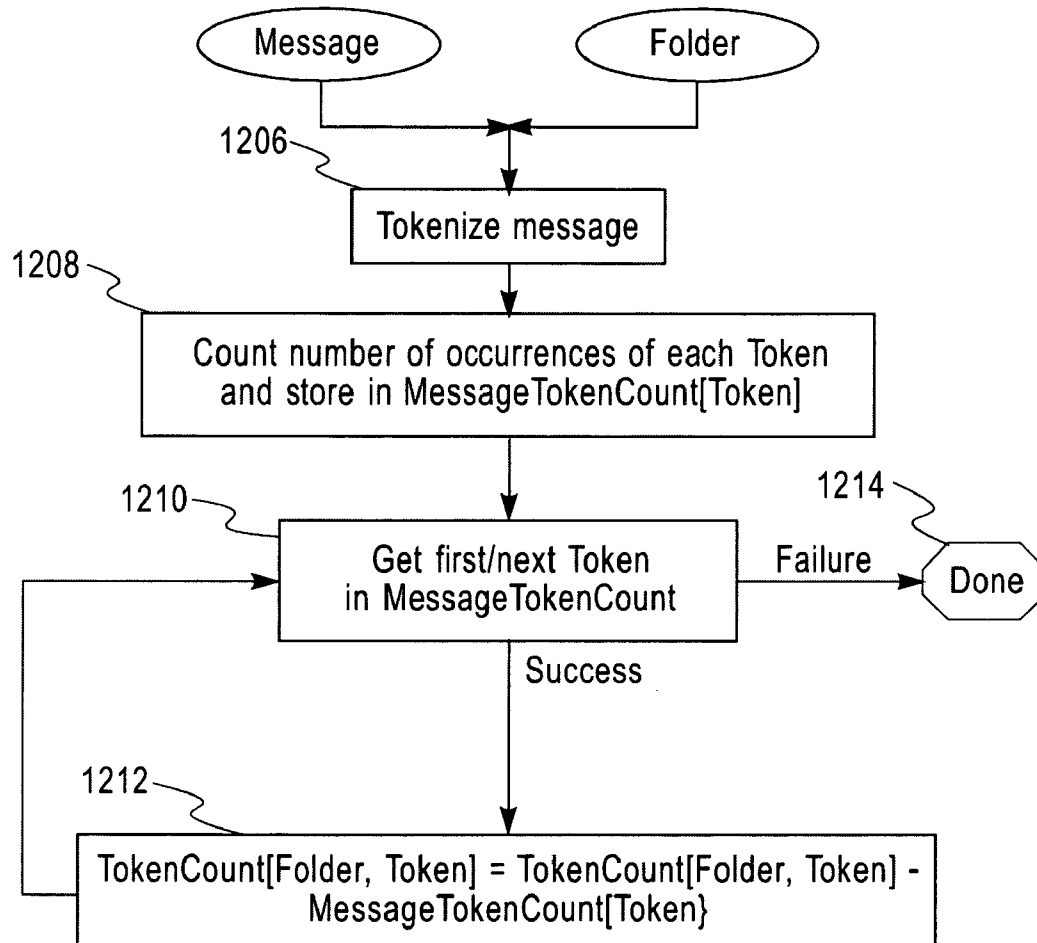 Message
Folder
1206
Tokenize message
1208
Count number of occurrences of each Token
and store in MessageTokenCount[Token]
1210
1214
Get first/next Token
in MessageTokenCount
Failure
Done
Success
1212
TokenCount[Folder, Token] = TokenCount[Folder, Token] -
MessageTokenCount[Token}